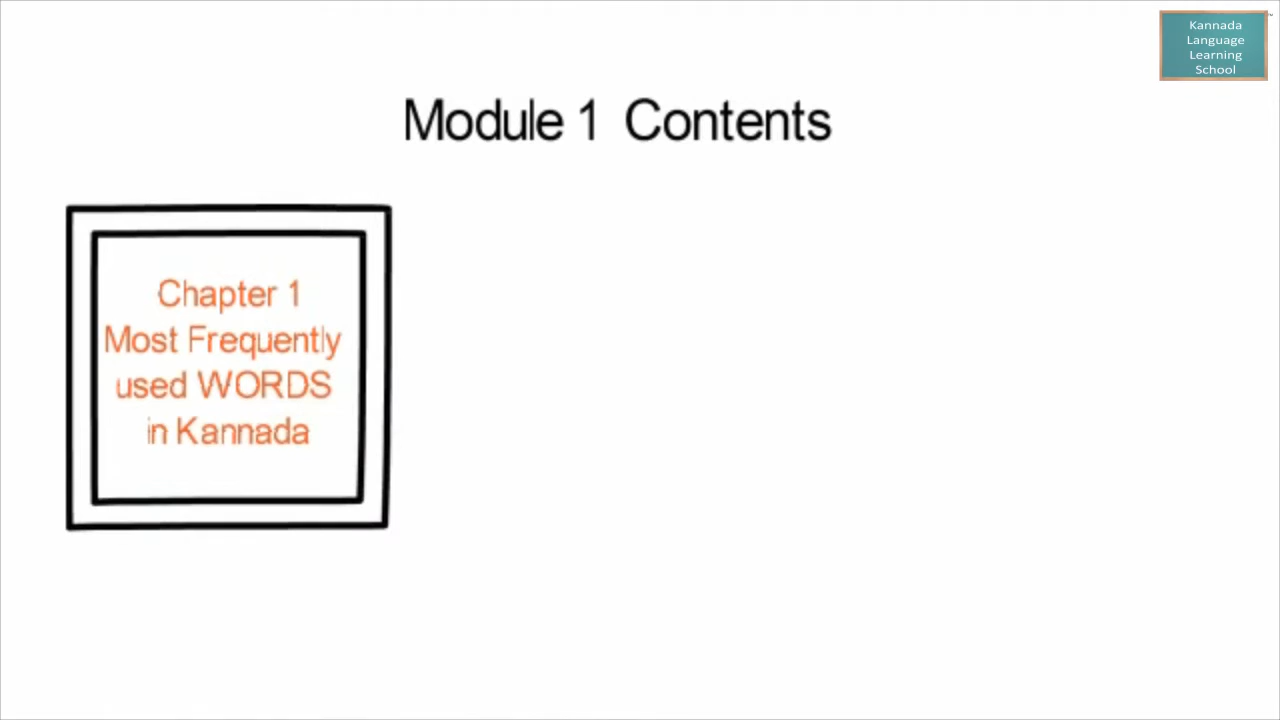 Kannada
Language
Learning
School
Module 1 Contents
Chapter 1
Most Frequently
used WORDS
in Kannada